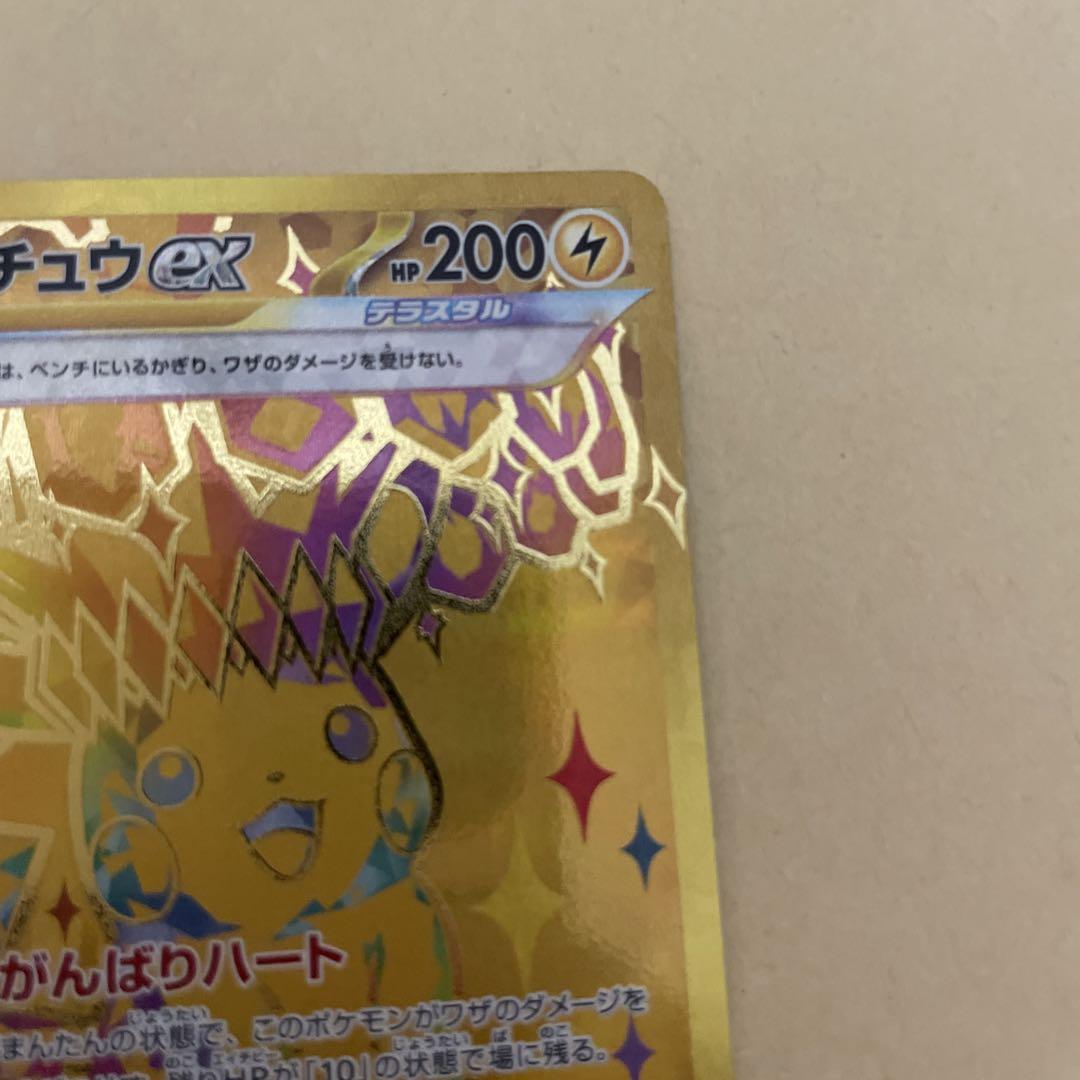 チュウex HP 200
テラスタル
は、ベンチにいるかぎり、ワザのダメージを受けない。
がんばりハート
まんたんの状態で、このポケモンがワザのダメージを
残りHPが「10」の状態で場に残る。